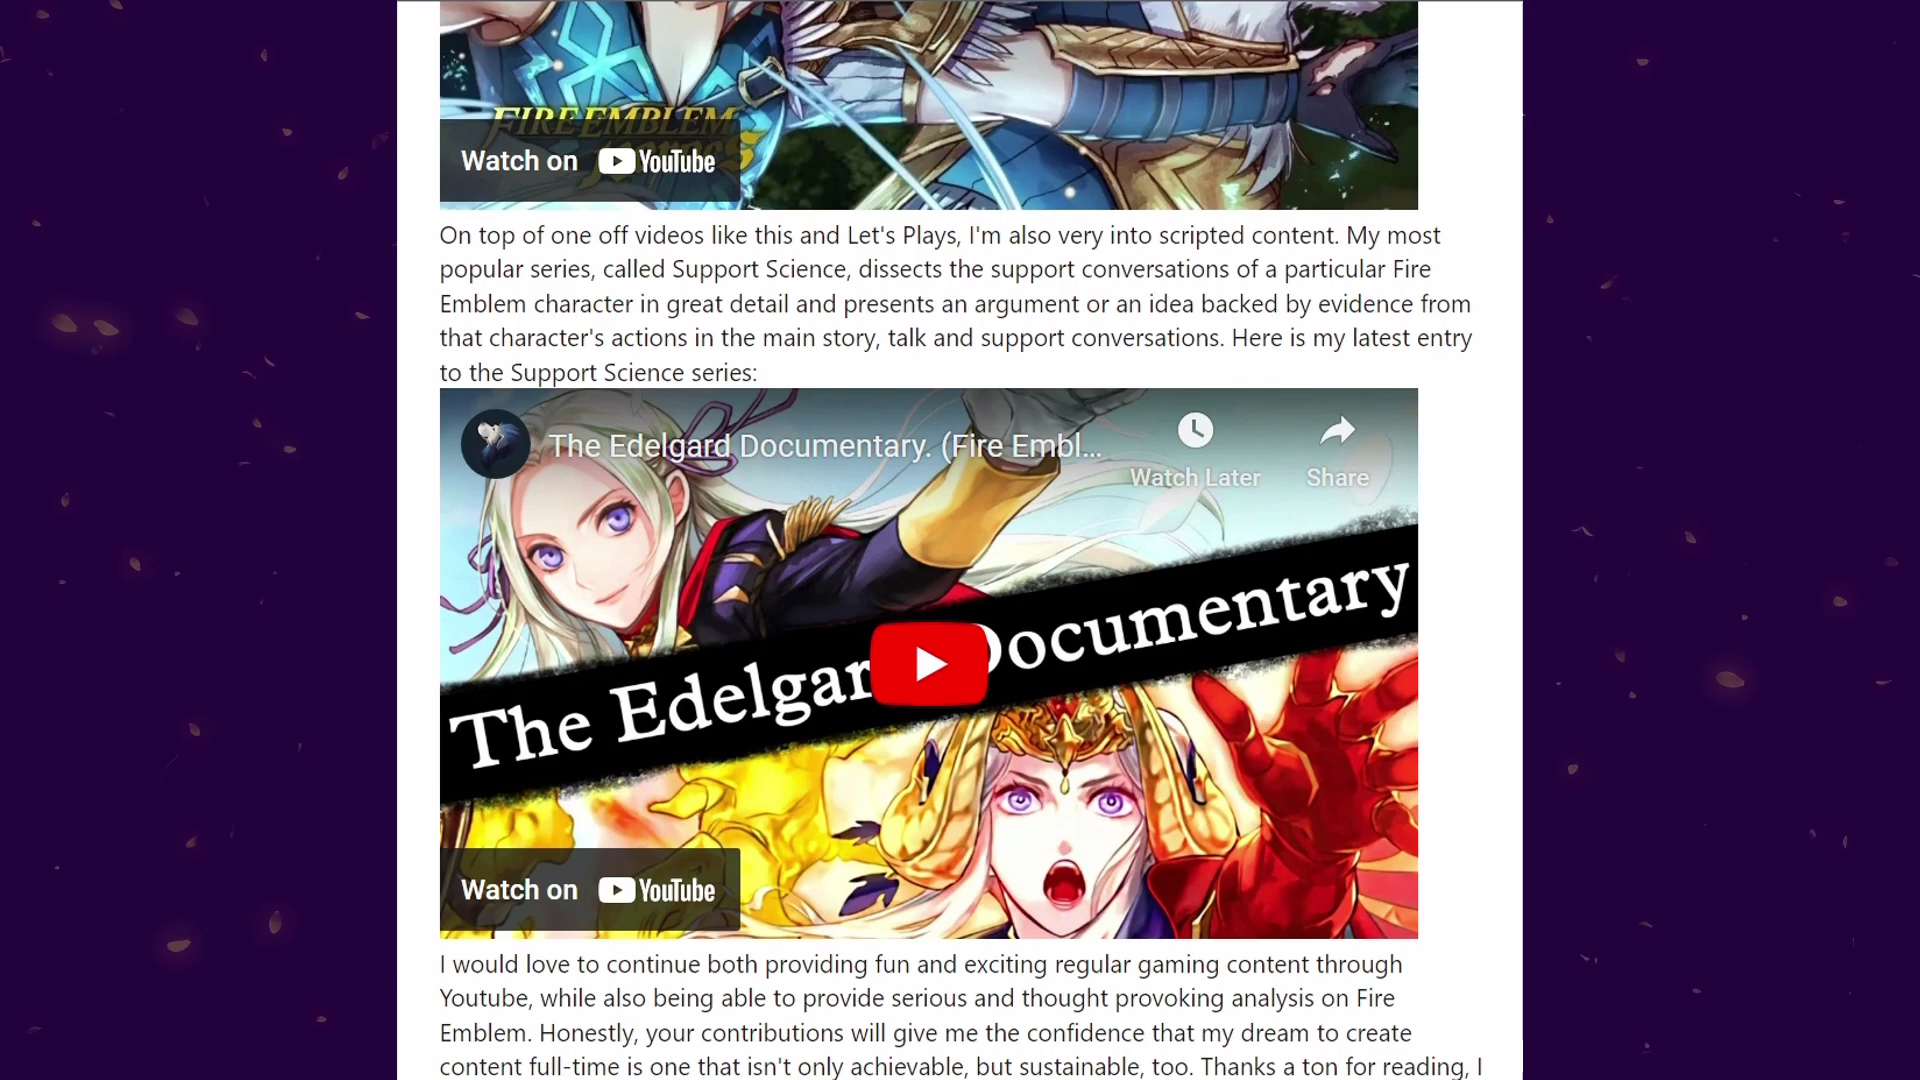 FIRE EMBLEM
Watch on YouTube
On top of one off videos like this and Let's Plays, I'm also very into scripted content. My most
popular series, called Support Science, dissects the support conversations of a particular Fire
Emblem character in great detail and presents an argument or an idea backed by evidence from
that character's actions in the main story, talk and support conversations. Here is my latest entry
to the Support Science series:
The Edelgard Documentary. (Fire Embl...
Watch Later
Share
The Edelgar Documentary
Watch on YouTube
I would love to continue both providing fun and exciting regular gaming content through
Youtube, while also being able to provide serious and thought provoking analysis on Fire
Emblem. Honestly, your contributions will give me the confidence that my dream to create
content full-time is one that isn't only achievable, but sustainable, too. Thanks a ton for reading, I